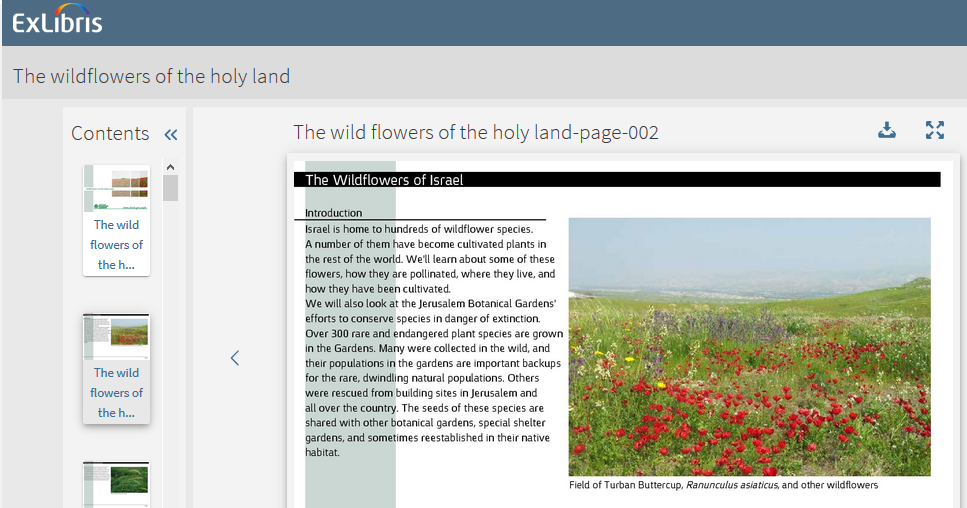 ExLibris
The wildflowers of the holy land
Contents
The wild
flowers of
the h...
The wild
flowers of
the h...
The wild flowers of the holy land-page-002
The Wildflowers of Israel
Introduction
Israel is home to hundreds of wildflower species.
A number of them have become cultivated plants in
the rest of the world. We'll learn about some of these
flowers, how they are pollinated, where they live, and
how they have been cultivated.
We will also look at the Jerusalem Botanical Gardens'
efforts to conserve species in danger of extinction.
Over 300 rare and endangered plant species are grown
in the Gardens. Many were collected in the wild, and
their populations in the gardens are important backups
for the rare, dwindling natural populations. Others
were rescued from building sites in Jerusalem and
all over the country. The seeds of these species are
shared with other botanical gardens, special shelter
gardens, and sometimes reestablished in their native
habitat.
Field of Turban Buttercup, Ranunculus asiaticus, and other wildflowers